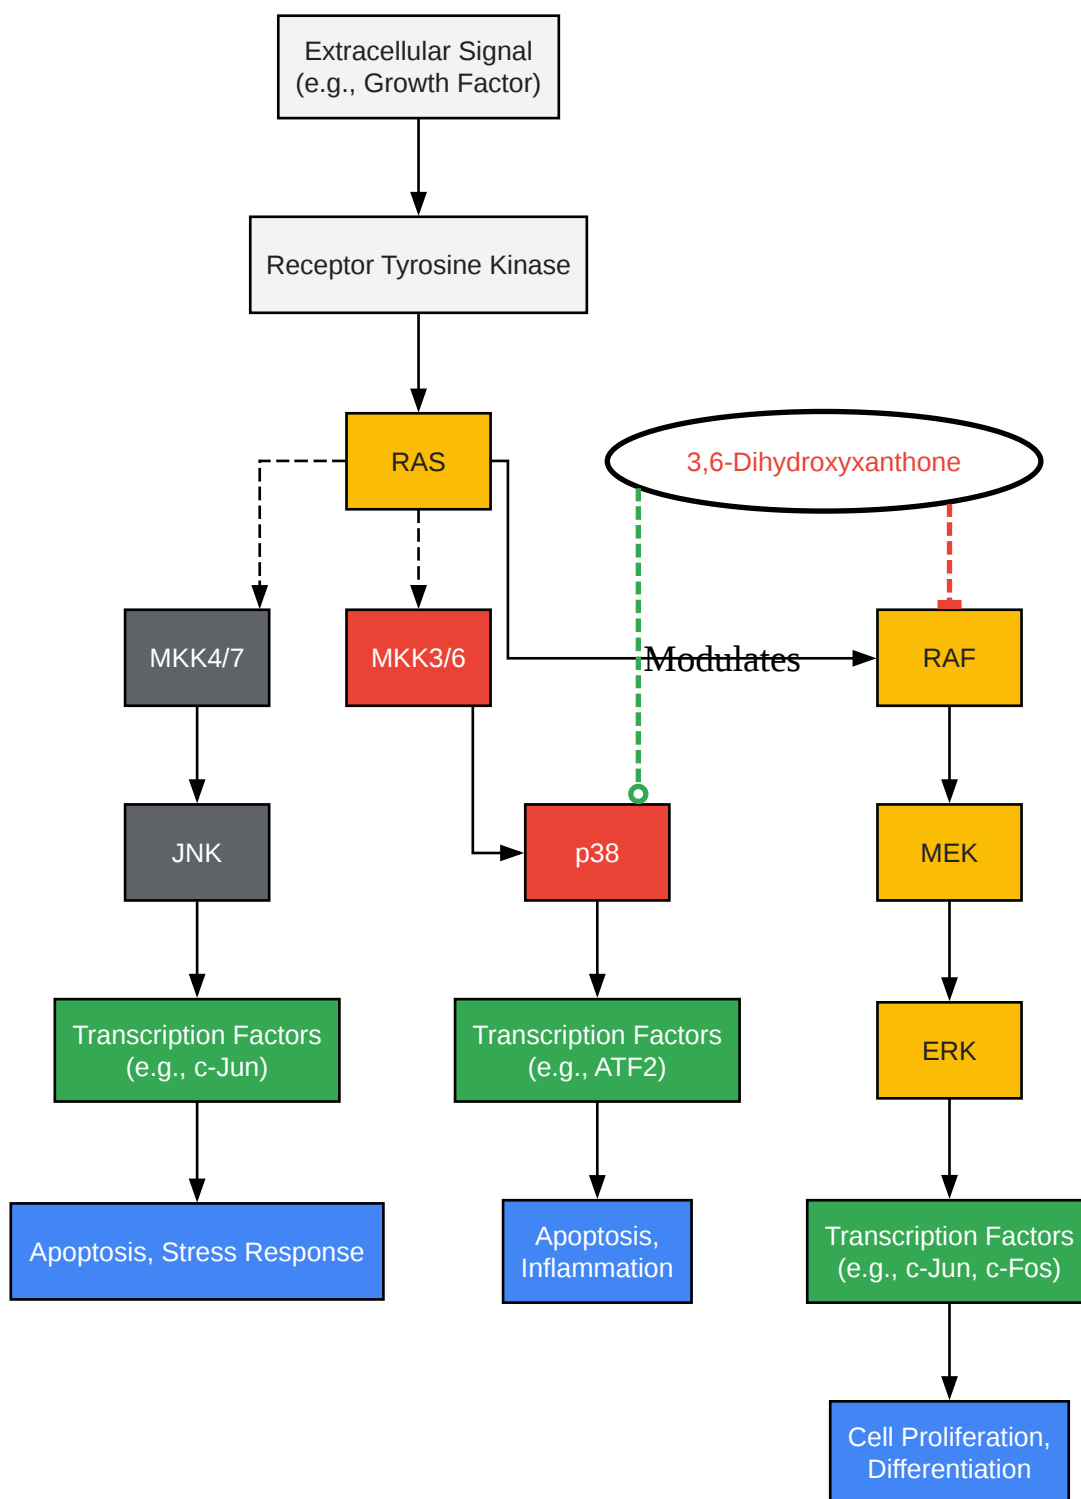 Extracellular Signal
(e.g., Growth Factor)
Receptor Tyrosine Kinase
RAS
3,6-Dihydroxyxanthone
MKK4/7
MKK3/6
Modulates
RAF
JNK
p38
MEK
Transcription Factors
(e.g., c-Jun)
Transcription Factors
(e.g., ATF2)
ERK
Apoptosis, Stress Response
Apoptosis,
Inflammation
Transcription Factors
(e.g., c-Jun, c-Fos)
Cell Proliferation,
Differentiation